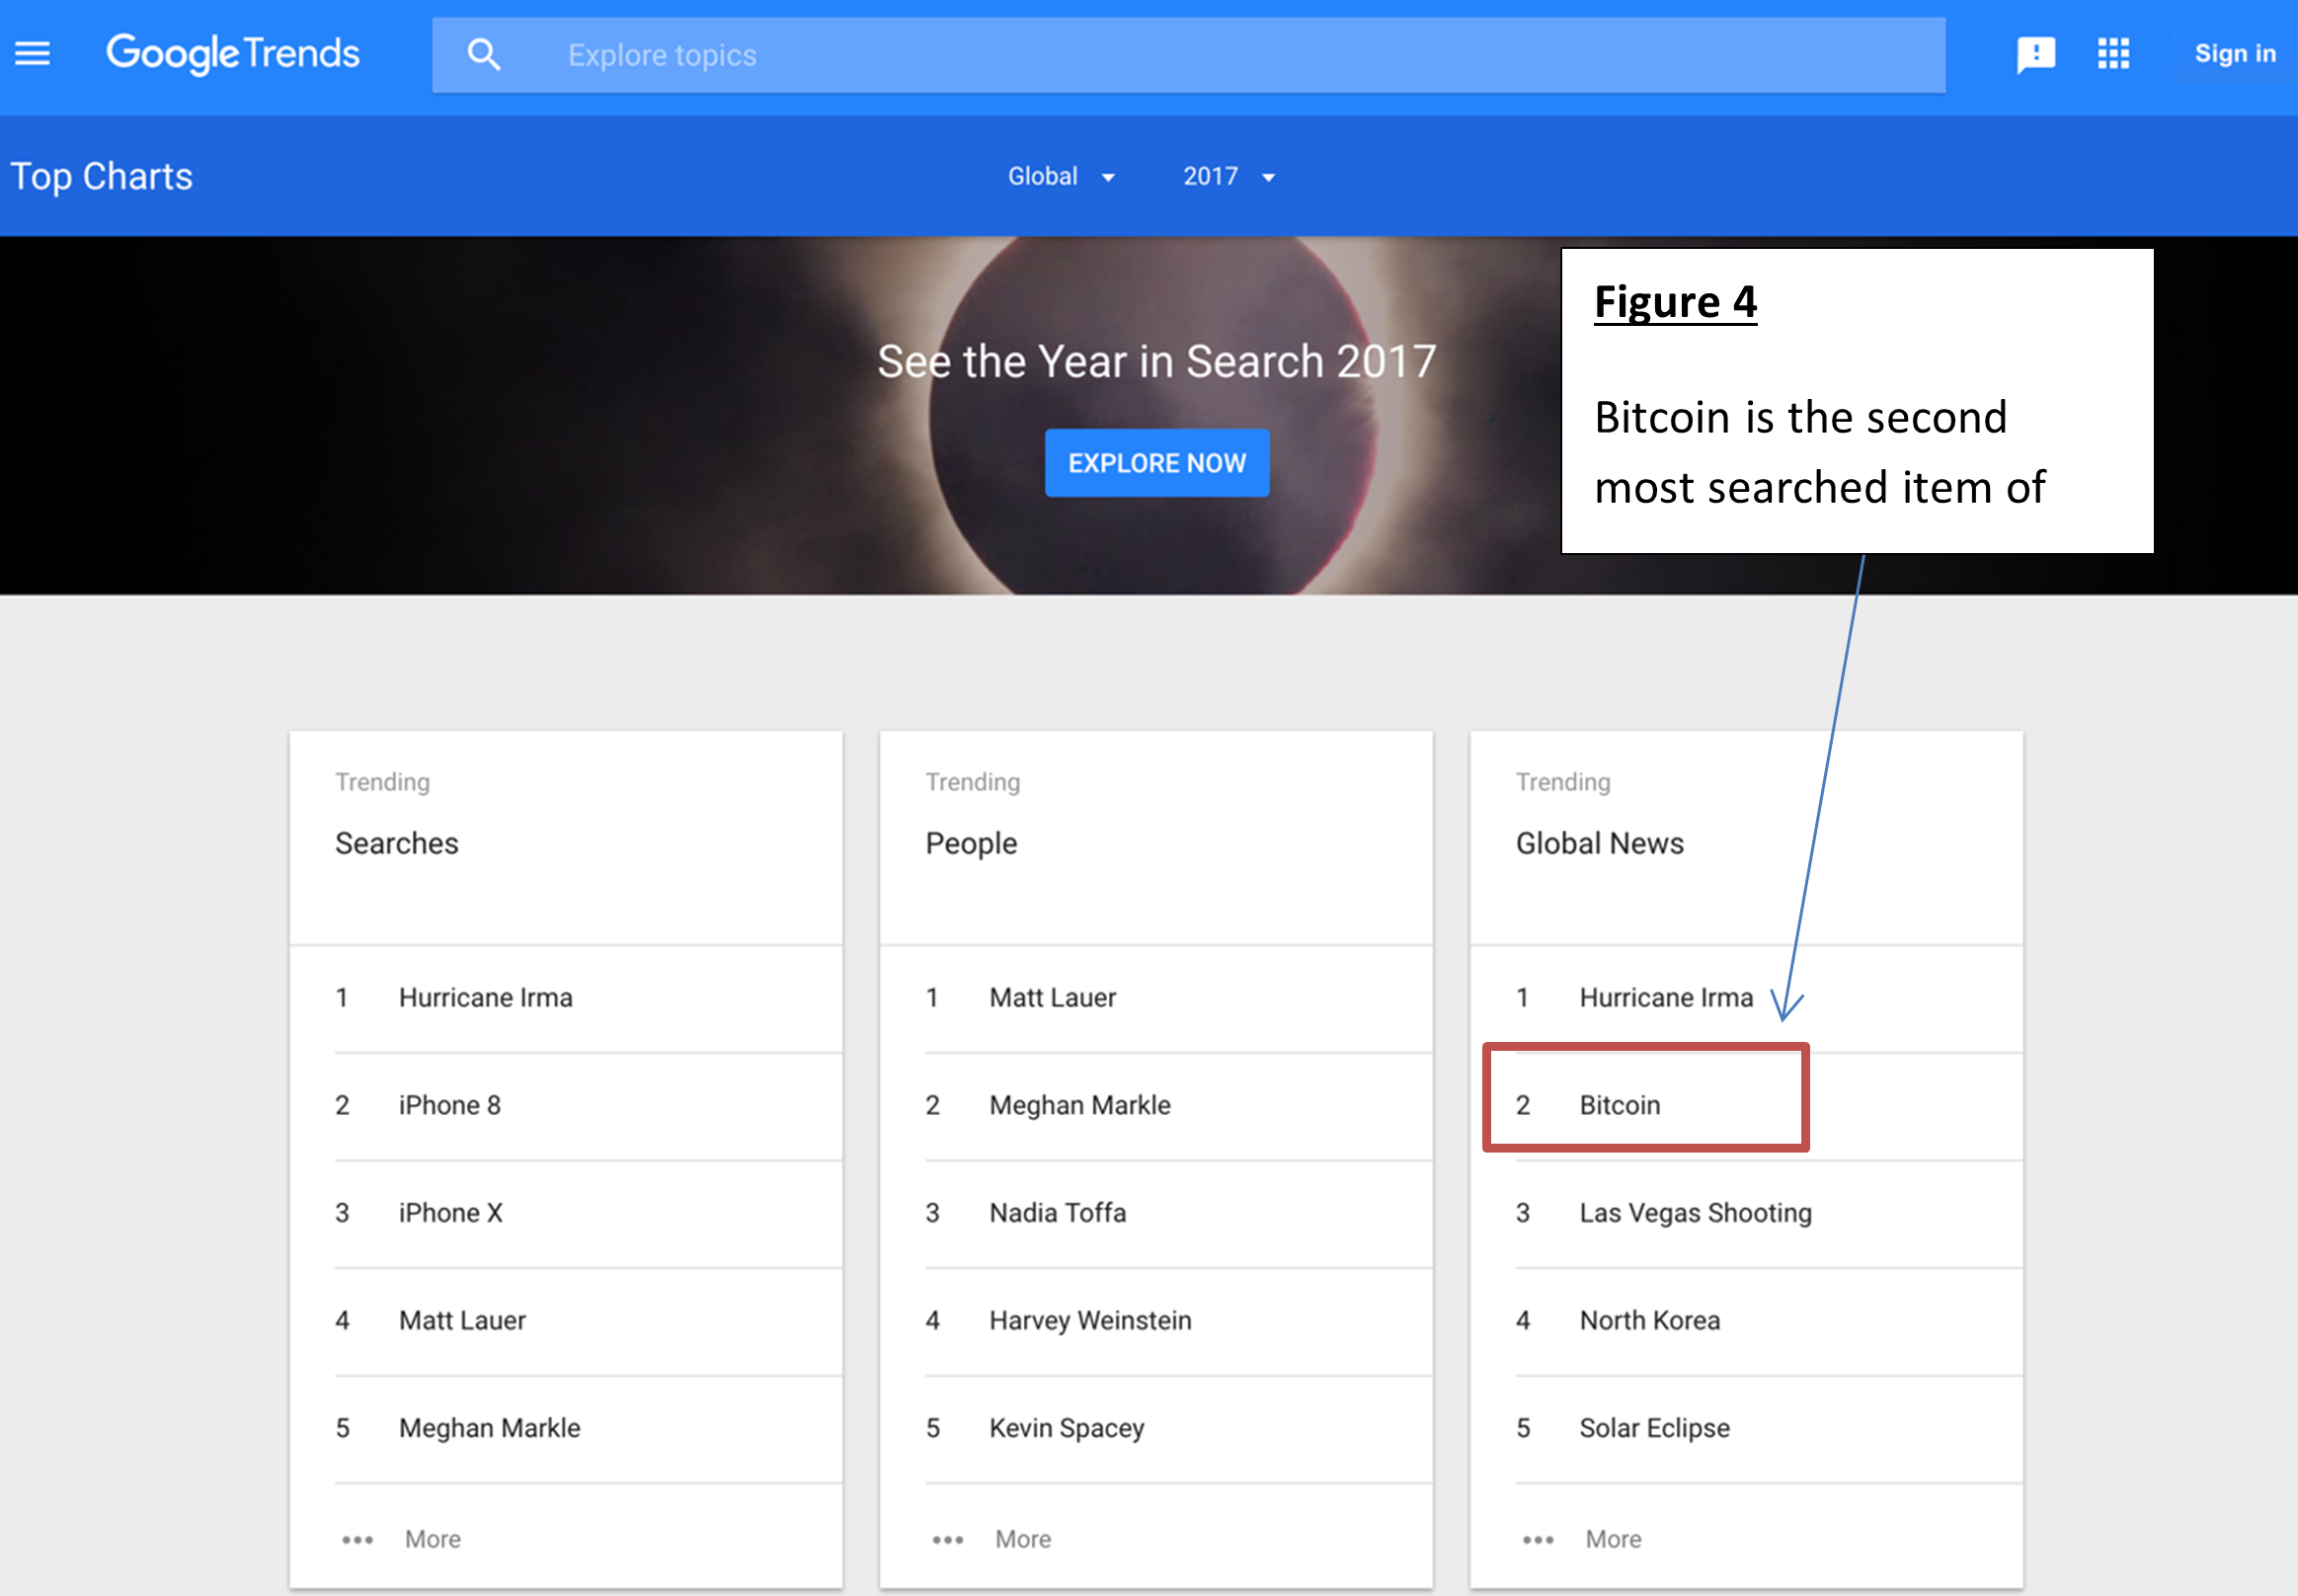 Google Trends
Explore topics
Sign in
Top Charts
Global
2017
See the Year in Search 2017
EXPLORE NOW
Figure 4
Bitcoin is the second
most searched item of
Trending
Searches
1 Hurricane Irma
2 iPhone 8
3 iPhone X
4 Matt Lauer
5 Meghan Markle
More
Trending
People
1 Matt Lauer
2 Meghan Markle
3 Nadia Toffa
4 Harvey Weinstein
5 Kevin Spacey
More
Trending
Global News
1 Hurricane Irma
2 Bitcoin
3 Las Vegas Shooting
4 North Korea
5 Solar Eclipse
More